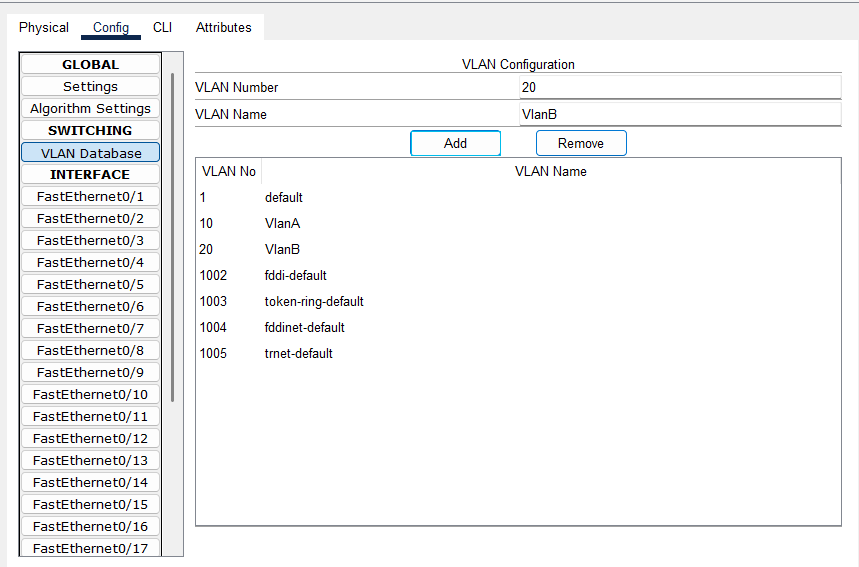 Physical Config CLI Attributes
GLOBAL
Settings
Algorithm Settings
SWITCHING
VLAN Database
INTERFACE
FastEthernet0/1
FastEthernet0/2
FastEthernet0/3
FastEthernet0/4
FastEthernet0/5
FastEthernet0/6
FastEthernet0/7
FastEthernet0/8
FastEthernet0/9
FastEthernet0/10
FastEthernet0/11
FastEthernet0/12
FastEthernet0/13
FastEthernet0/14
FastEthernet0/15
FastEthernet0/16
FastEthernet0/17
VLAN Configuration
VLAN Number 20
VLAN Name VlanB
Add Remove
VLAN No VLAN Name
1 default
10 VlanA
20 VlanB
1002 fddi-default
1003 token-ring-default
1004 fddinet-default
1005 trnet-default